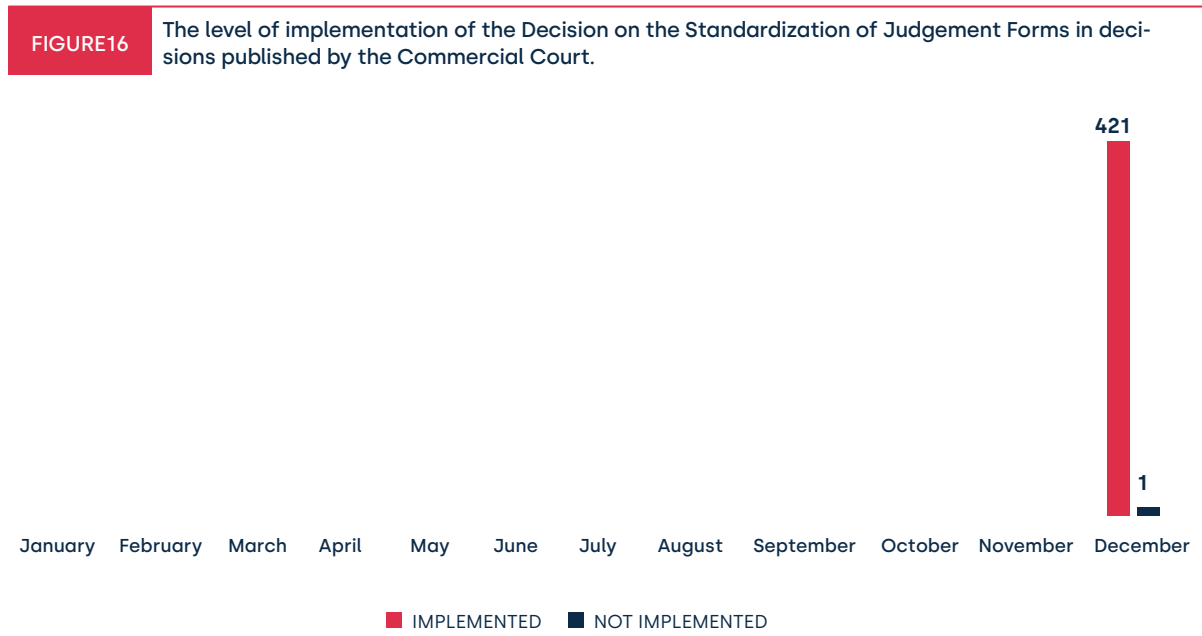 FIGURE16
The level of implementation of the Decision on the Standardization of Judgement Forms in deci-
sions published by the Commercial Court.
421
1
January February March April May June July August September October November December
IMPLEMENTED NOT IMPLEMENTED